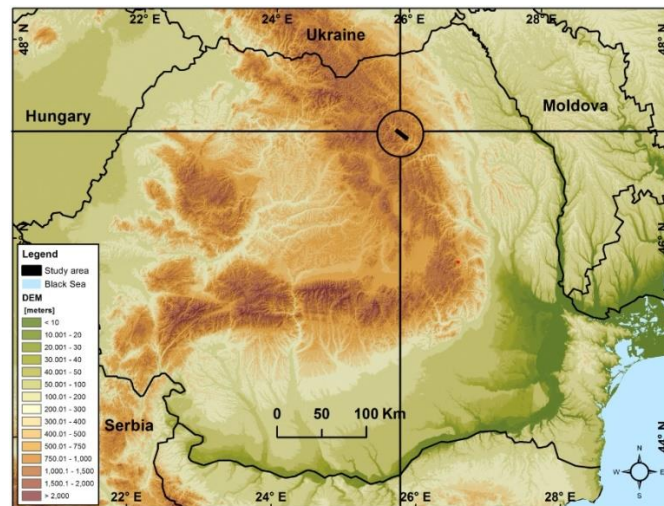 22° E
24° E
26° E
28° E
48° N
48° N
Ukraine
Moldova
Hungary
46° N
Legend
Study area
Black Sea
DEM
[meters]
< 10
10.001 - 20
20.001 - 30
30.001 - 40
40.001 - 50
50.001 - 100
100.01 - 200
200.01 - 300
300.01 - 400
400.01 - 500
500.01 - 750
750.01 - 1,000
1,000.1 - 1,500
1,500.1 - 2,000
> 2,000
Serbia
0 50 100 Km
44° N
N
W E
S
22° E
24° E
26° E
28° E